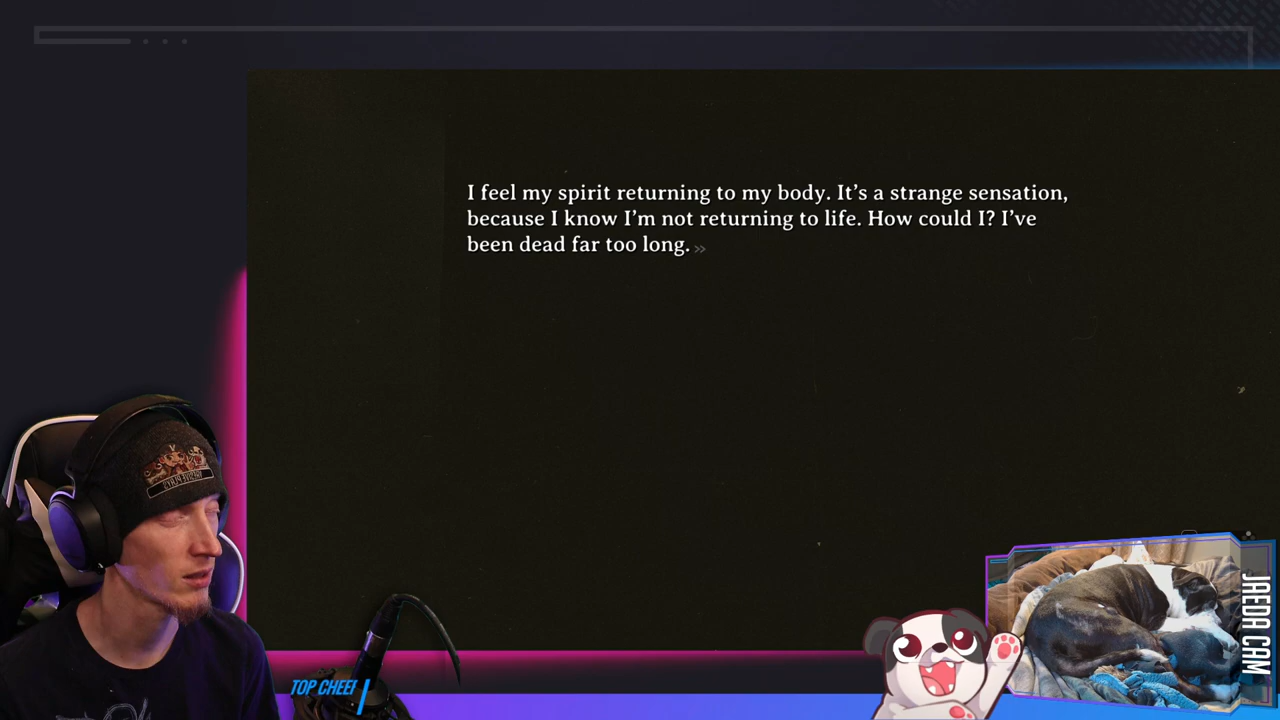 I feel my spirit returning to my body. It's a strange sensation,
because I know I'm not returning to life. How could I? I've
been dead far too long. »
TOP CHEE
JAEDA CAM